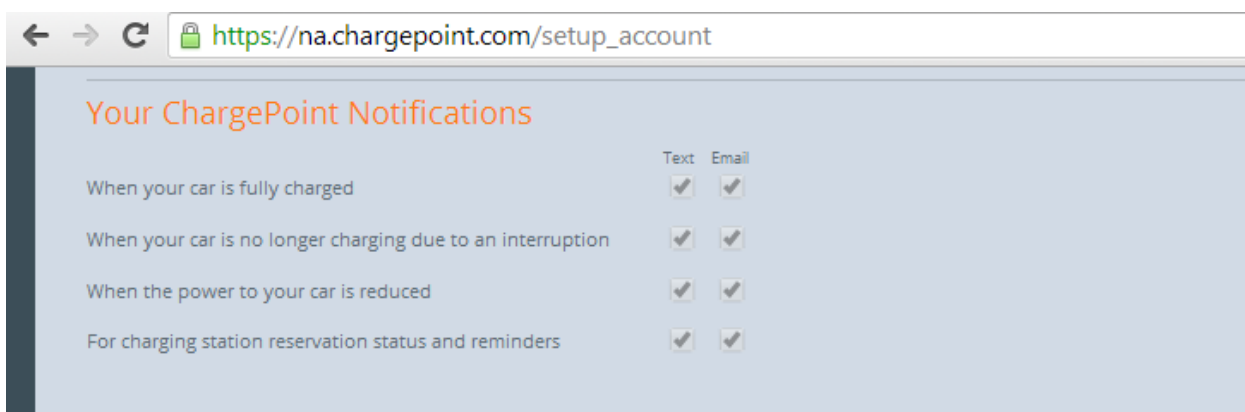 https://na.chargepoint.com/setup_account
Your ChargePoint Notifications
Text Email
When your car is fully charged
When your car is no longer charging due to an interruption
When the power to your car is reduced
For charging station reservation status and reminders